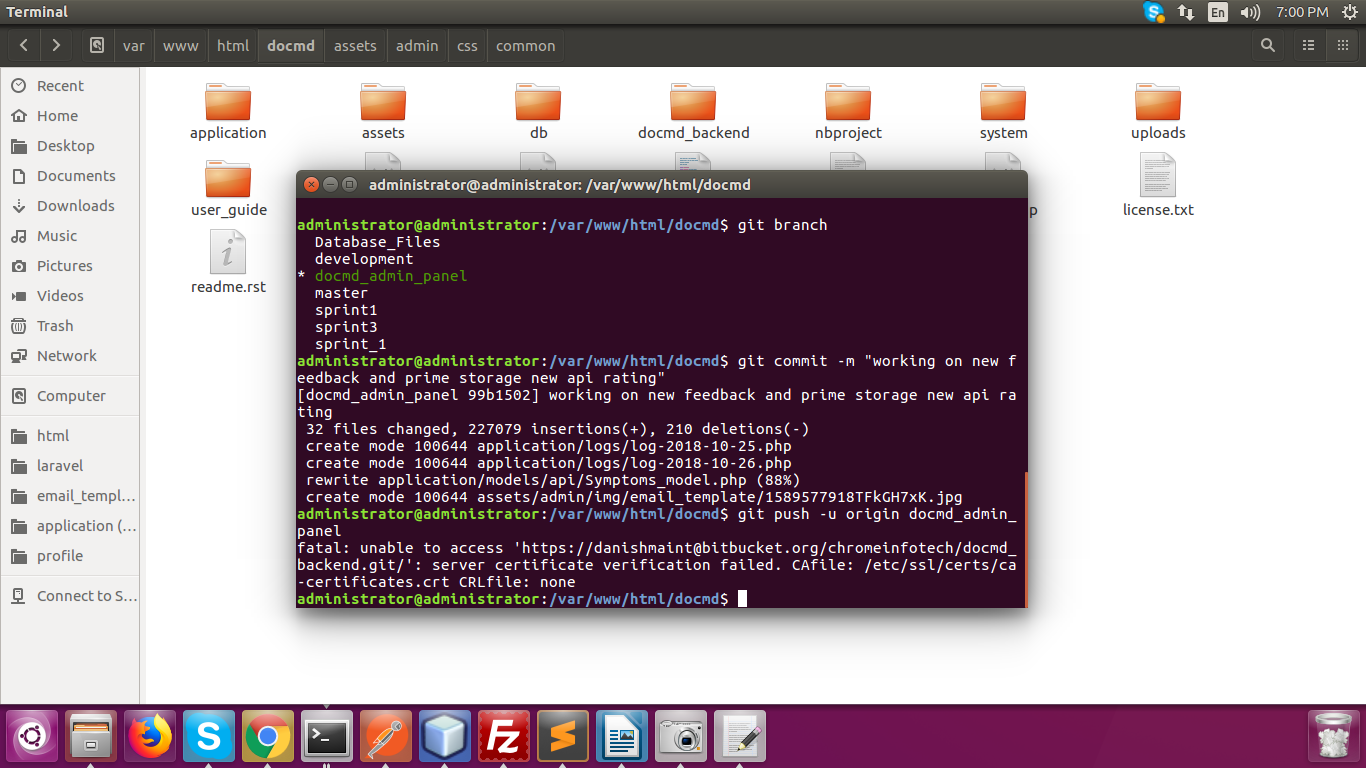 Terminal
En
7:00 PM
var www html docmd assets admin css common
Recent
Home
Desktop
Documents
Downloads
Music
Pictures
Videos
Trash
Network
Computer
html
laravel
email_templ…
application (…
profile
Connect to S…
application assets db docmd_backend nbproject system uploads
user_guide p license.txt
readme.rst
administrator@administrator: /var/www/html/docmd
administrator@administrator:/var/www/html/docmd$ git branch
Database_Files
development
* docmd_admin_panel
master
sprint1
sprint3
sprint_1
administrator@administrator:/var/www/html/docmd$ git commit -m "working on new f
eedback and prime storage new api rating"
[docmd_admin_panel 99b1502] working on new feedback and prime storage new api ra
ting
32 files changed, 227079 insertions(+), 210 deletions(-)
create mode 100644 application/logs/log-2018-10-25.php
create mode 100644 application/logs/log-2018-10-26.php
rewrite application/models/api/Symptoms_model.php (88%)
create mode 100644 assets/admin/img/email_template/1589577918TFkGH7xK.jpg
administrator@administrator:/var/www/html/docmd$ git push -u origin docmd_admin_
panel
fatal: unable to access 'https://danishmaint@bitbucket.org/chromeinfotech/docmd_
backend.git/': server certificate verification failed. CAfile: /etc/ssl/certs/ca
-certificates.crt CRLfile: none
administrator@administrator:/var/www/html/docmd$